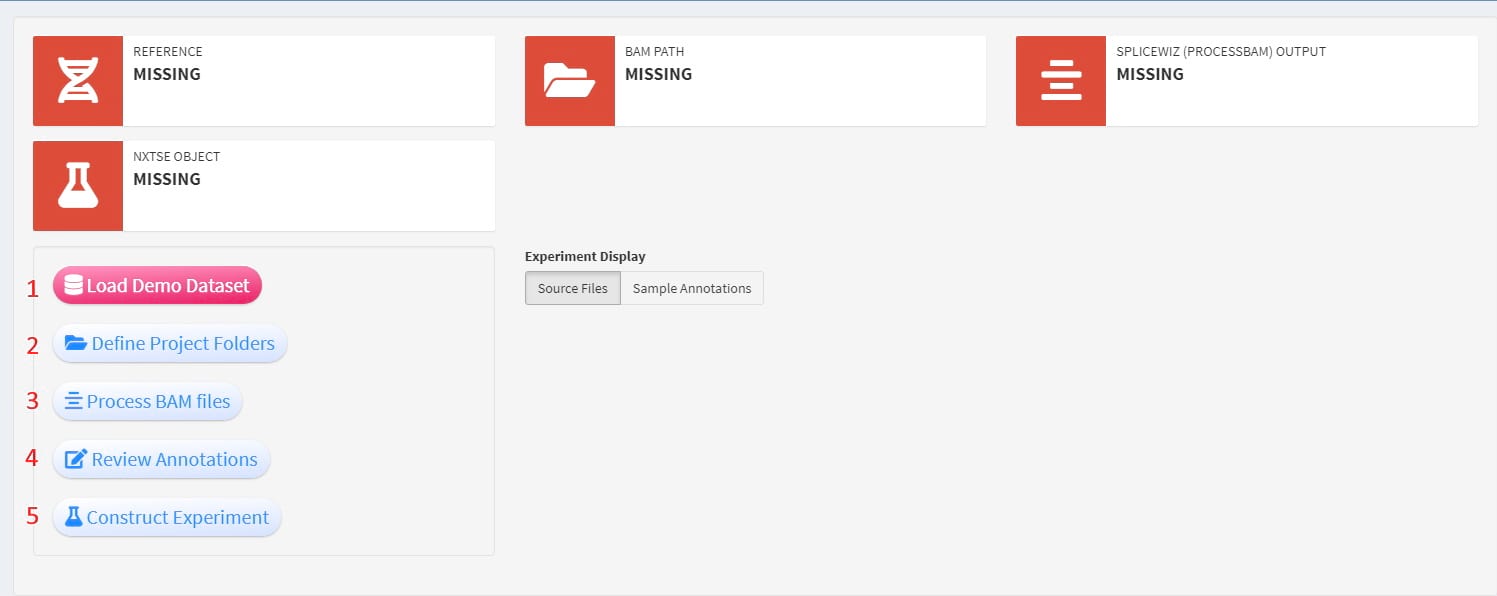 REFERENCE
MISSING
BAM PATH
MISSING
SPLICEWIZ (PROCESSBAM) OUTPUT
MISSING
NXTSE OBJECT
MISSING
1 Load Demo Dataset
2 Define Project Folders
3 Process BAM files
4 Review Annotations
5 Construct Experiment
Experiment Display
Source Files Sample Annotations